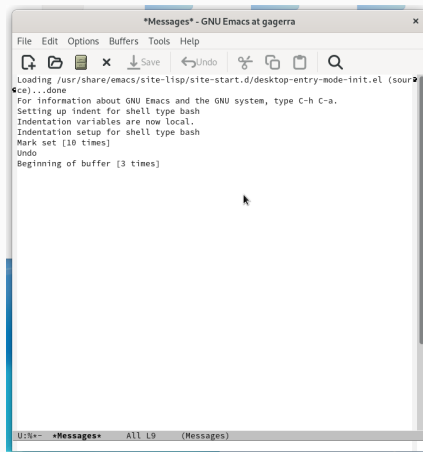 *Messages* - GNU Emacs at gagerra
File Edit Options Buffers Tools Help
Save Undo
Loading /usr/share/emacs/site-lisp/site-start.d/desktop-entry-mode-init.el (sour
ce)...done
For information about GNU Emacs and the GNU system, type C-h C-a.
Setting up indent for shell type bash
Indentation variables are now local.
Indentation setup for shell type bash
Mark set [10 times]
Undo
Beginning of buffer [3 times]
U:%*- *Messages* All L9 (Messages)